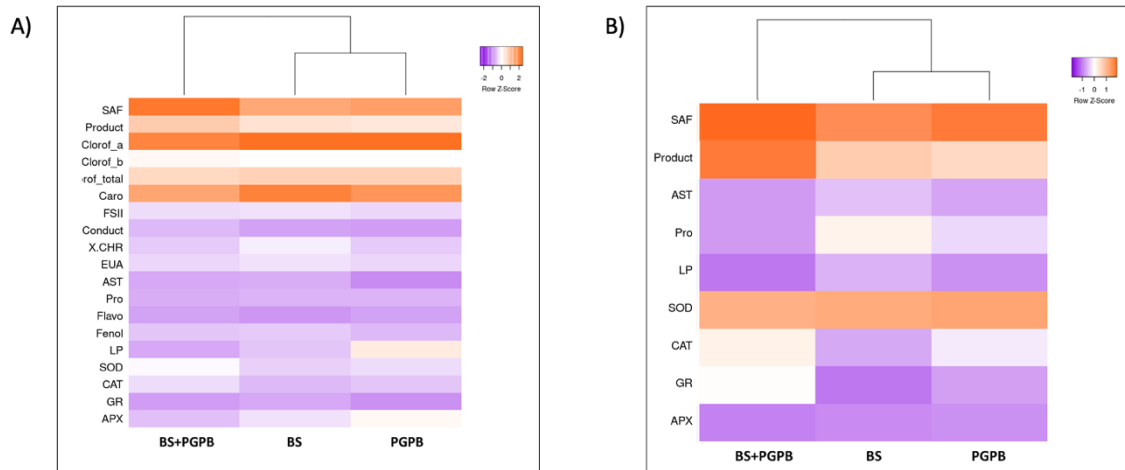 A)
-2 0 2
Row Z-Score
SAF
Product
Clorof_a
Clorof_b
rof_total
Caro
FSII
Conduct
X.CHR
EUA
AST
Pro
Flavo
Fenol
LP
SOD
CAT
GR
APX
BS+PGPB BS PGPB
B)
-1 0 1
Row Z-Score
SAF
Product
AST
Pro
LP
SOD
CAT
GR
APX
BS+PGPB BS PGPB